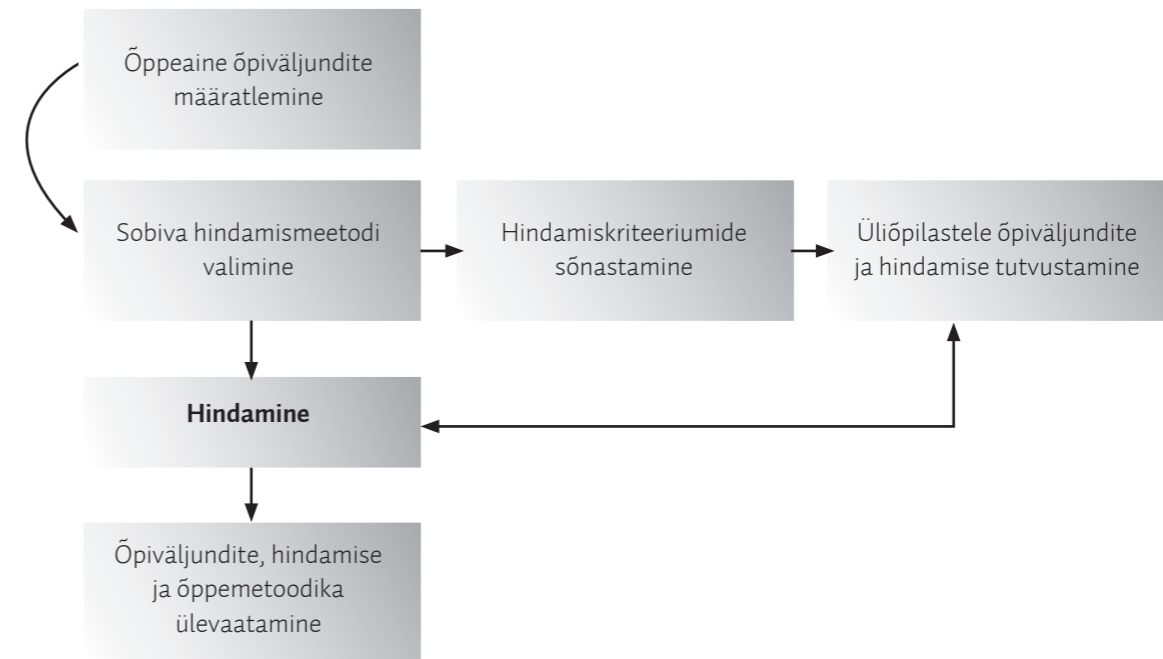 Õppeaine õpiväljundite
määratlemine
Sobiva hindamismeetodi
valimine
Hindamiskriteeriumide
sõnastamine
Üliõpilastele õpiväljundite
ja hindamise tutvustamine
Hindamine
Õpiväljundite, hindamise
ja õppemetoodika
ülevaatamine